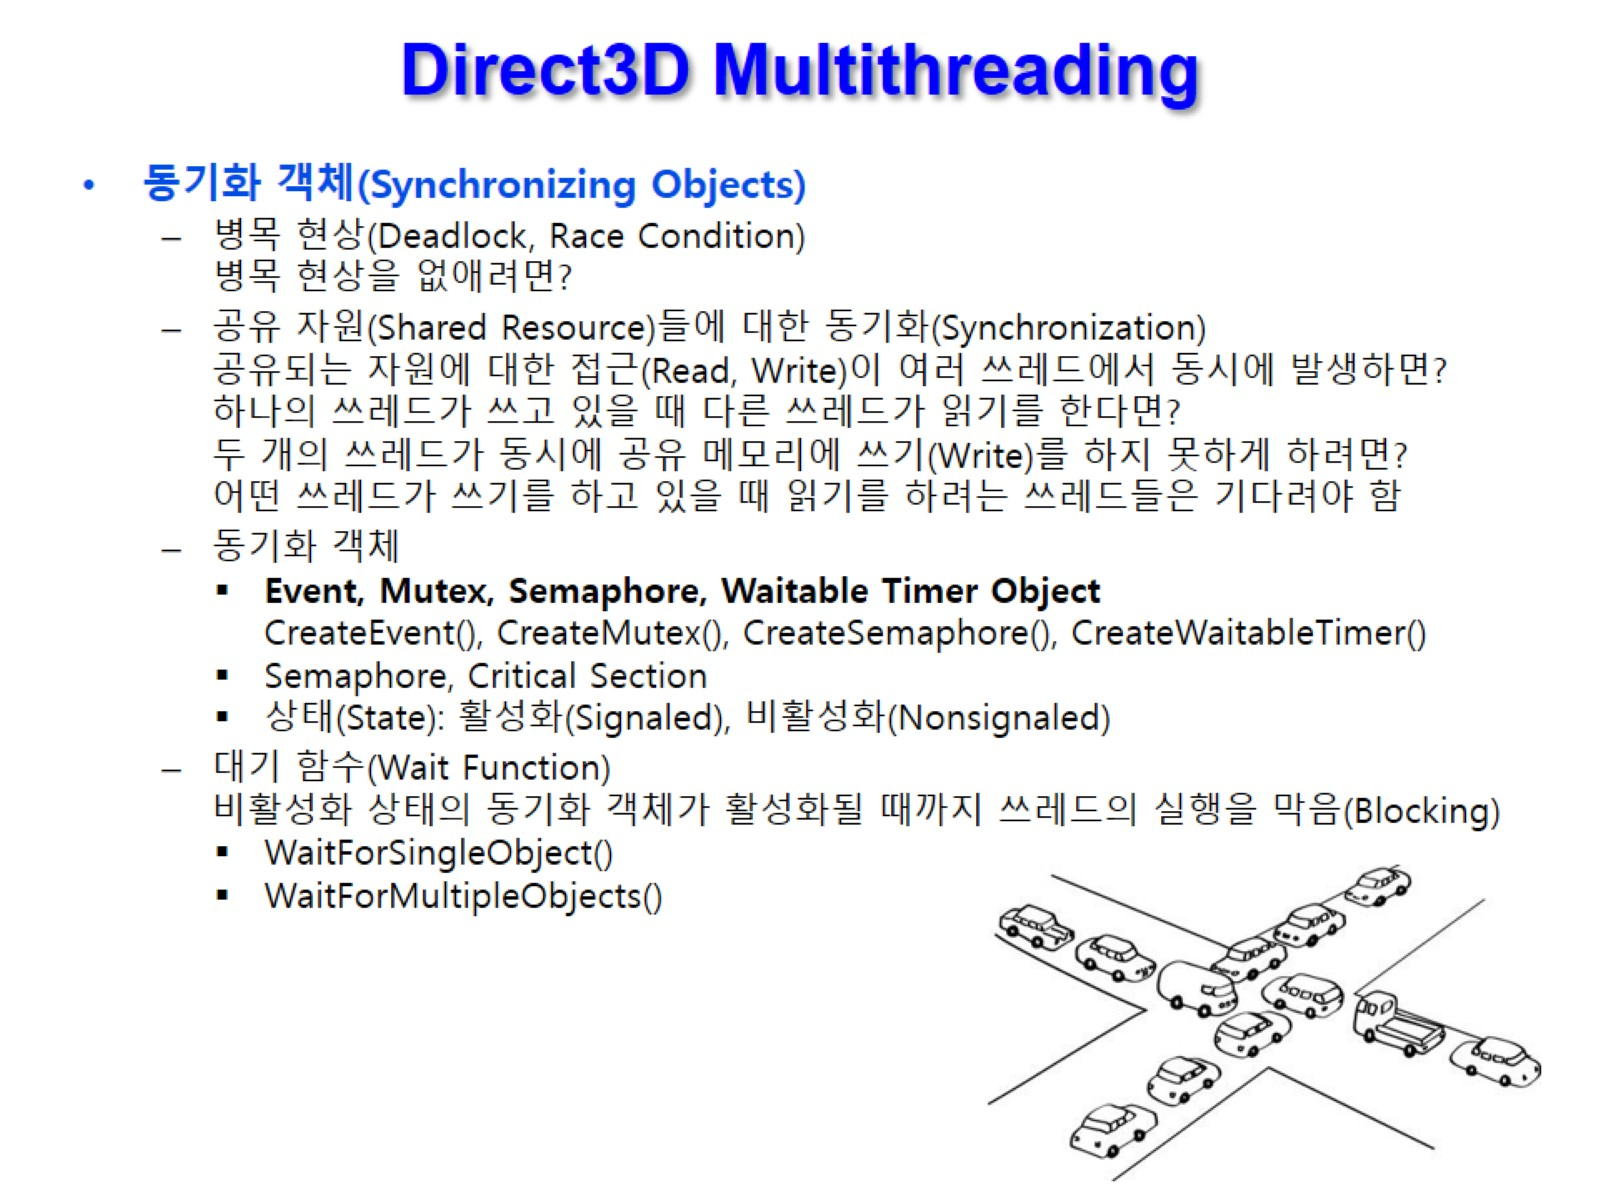 Direct3D Multithreading
• 동기화 객체(Synchronizing Objects)
– 병목 현상(Deadlock, Race Condition)
병목 현상을 없애려면?
– 공유 자원(Shared Resource)들에 대한 동기화(Synchronization)
공유되는 자원에 대한 접근(Read, Write)이 여러 쓰레드에서 동시에 발생하면?
하나의 쓰레드가 쓰고 있을 때 다른 쓰레드가 읽기를 한다면?
두 개의 쓰레드가 동시에 공유 메모리에 쓰기(Write)를 하지 못하게 하려면?
어떤 쓰레드가 쓰기를 하고 있을 때 읽기를 하려는 쓰레드들은 기다려야 함
– 동기화 객체
▪ Event, Mutex, Semaphore, Waitable Timer Object
CreateEvent(), CreateMutex(), CreateSemaphore(), CreateWaitableTimer()
▪ Semaphore, Critical Section
▪ 상태(State): 활성화(Signaled), 비활성화(Nonsignaled)
– 대기 함수(Wait Function)
비활성화 상태의 동기화 객체가 활성화될 때까지 쓰레드의 실행을 막음(Blocking)
▪ WaitForSingleObject()
▪ WaitForMultipleObjects()